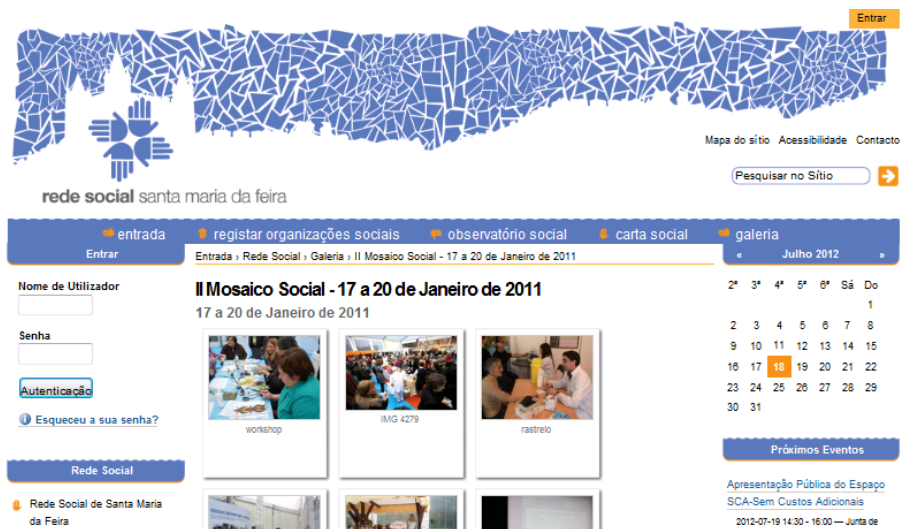 Entrar
Mapa do sítio Acessibilidade Contacto
Pesquisar no Sítio
rede social santa maria da feira
entrada registar organizações sociais observatório social carta social galeria
Entrar
Nome de Utilizador
Senha
Autenticação
Esqueceu a sua senha?
Rede Social
Rede Social de Santa Maria
da Feira
Entrada › Rede Social › Galeria › II Mosaico Social - 17 a 20 de Janeiro de 2011
II Mosaico Social - 17 a 20 de Janeiro de 2011
17 a 20 de Janeiro de 2011
workshop
IMG 4279
rastreio
« Julho 2012 »
2ª 3ª 4ª 5ª 6ª Sá Do
1
2 3 4 5 6 7 8
9 10 11 12 13 14 15
16 17 18 19 20 21 22
23 24 25 26 27 28 29
30 31
Próximos Eventos
Apresentação Pública do Espaço
SCA-Sem Custos Adicionais
2012-07-19 14:30 - 16:00 — Junta de